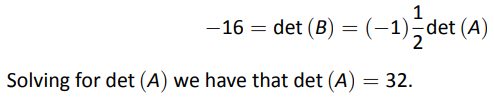 −16 = det (B) = (−1)½det (A)
Solving for det (A) we have that det (A) = 32.